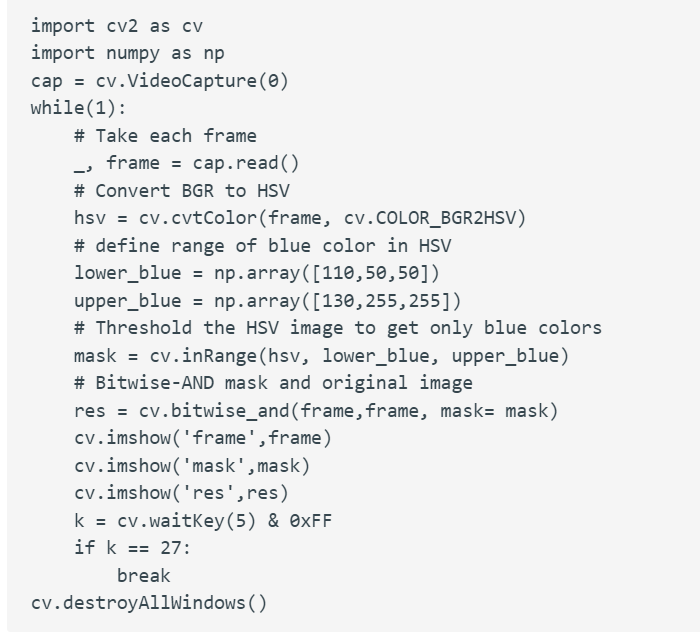 import cv2 as cv
import numpy as np
cap = cv.VideoCapture(0)
while(1):
    # Take each frame
    _, frame = cap.read()
    # Convert BGR to HSV
    hsv = cv.cvtColor(frame, cv.COLOR_BGR2HSV)
    # define range of blue color in HSV
    lower_blue = np.array([110,50,50])
    upper_blue = np.array([130,255,255])
    # Threshold the HSV image to get only blue colors
    mask = cv.inRange(hsv, lower_blue, upper_blue)
    # Bitwise-AND mask and original image
    res = cv.bitwise_and(frame,frame, mask= mask)
    cv.imshow('frame',frame)
    cv.imshow('mask',mask)
    cv.imshow('res',res)
    k = cv.waitKey(5) & 0xFF
    if k == 27:
        break
cv.destroyAllWindows()